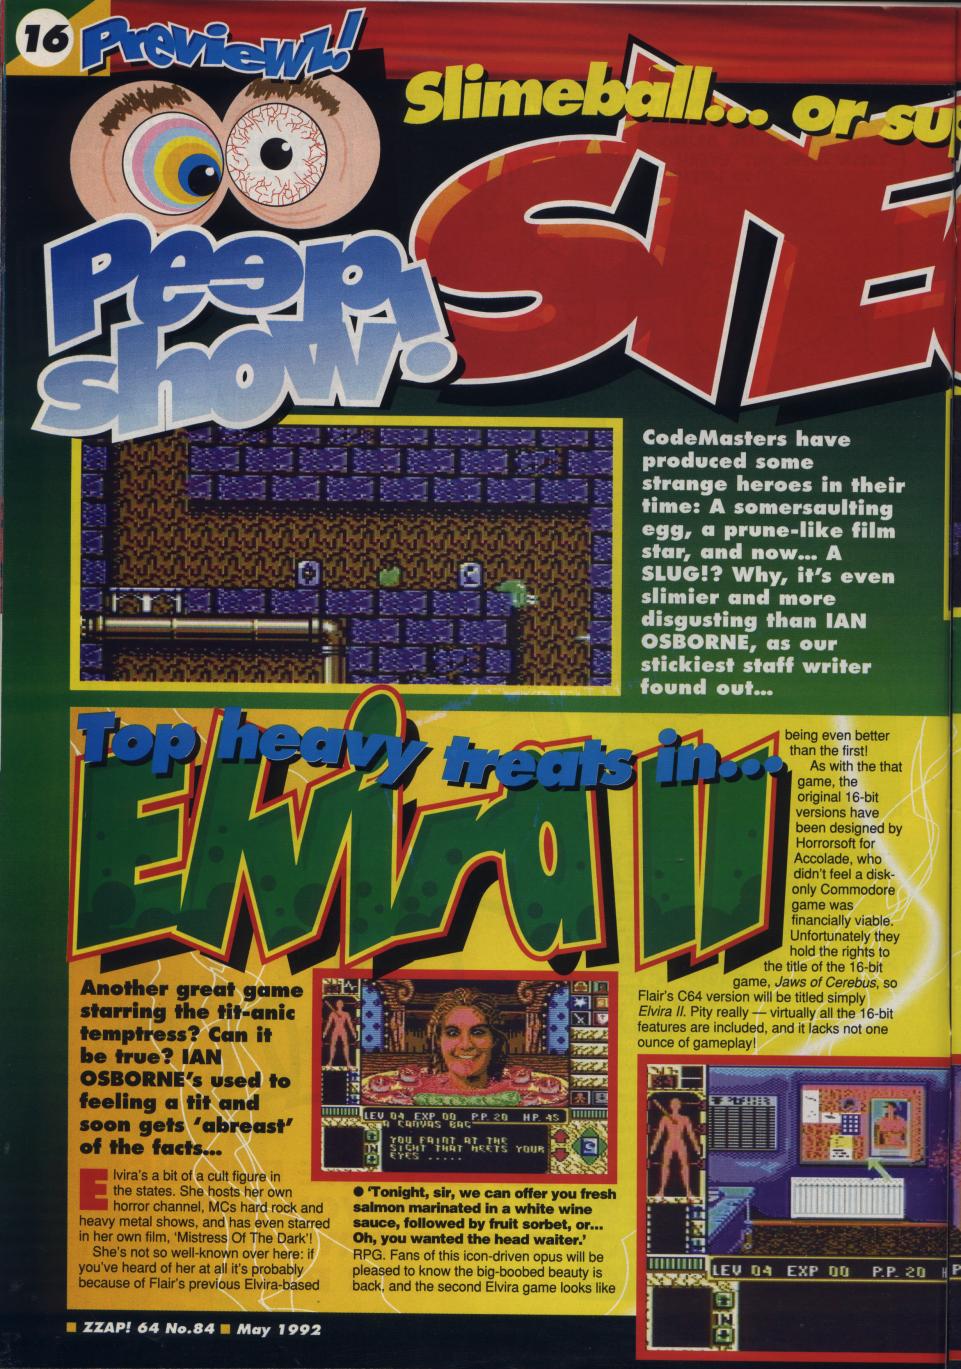 16 Previewz!
Slimeball... or su
STE
Peep
show!
CodeMasters have
produced some
strange heroes in their
time: A somersaulting
egg, a prune-like film
star, and now... A
SLUG!? Why, it's even
slimier and more
disgusting than IAN
OSBORNE, as our
stickiest staff writer
found out...
Top heavy treats in...
Elvira II
Another great game
starring the tit-anic
temptress? Can it
be true? IAN
OSBORNE's used to
feeling a tit and
soon gets 'abreast'
of the facts...
Elvira's a bit of a cult figure in
the states. She hosts her own
horror channel, MCs hard rock and
heavy metal shows, and has even starred
in her own film, 'Mistress Of The Dark'!
She's not so well-known over here: if
you've heard of her at all it's probably
because of Flair's previous Elvira-based
LEV 04 EXP 00 P.P. 20 H.P. 45
A CANVAS BAG
YOU FAINT AT THE
SIGHT THAT MEETS YOUR
EYES .....
IN
● 'Tonight, sir, we can offer you fresh
salmon marinated in a white wine
sauce, followed by fruit sorbet, or...
Oh, you wanted the head waiter.'
RPG. Fans of this icon-driven opus will be
pleased to know the big-boobed beauty is
back, and the second Elvira game looks like
being even better
than the first!
As with the that
game, the
original 16-bit
versions have
been designed by
Horrorsoft for
Accolade, who
didn't feel a disk-
only Commodore
game was
financially viable.
Unfortunately they
hold the rights to
the title of the 16-bit
game, Jaws of Cerebus, so
Flair's C64 version will be titled simply
Elvira II. Pity really — virtually all the 16-bit
features are included, and it lacks not one
ounce of gameplay!
LEV 04 EXP 00 P.P. 20 H P
IN
■ ZZAP! 64 No.84 ■ May 1992